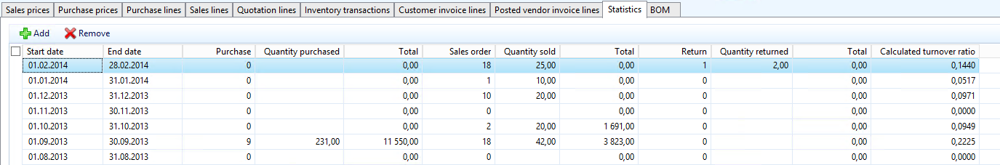 Sales prices Purchase prices Purchase lines Sales lines Quotation lines Inventory transactions Customer invoice lines Posted vendor invoice lines Statistics BOM
Add Remove
Start date End date Purchase Quantity purchased Total Sales order Quantity sold Total Return Quantity returned Total Calculated turnover ratio
01.02.2014 28.02.2014 0 0,00 18 25,00 0,00 1 2,00 0,00 0,1440
01.01.2014 31.01.2014 0 0,00 1 10,00 0,00 0 0,00 0,0517
01.12.2013 31.12.2013 0 0,00 10 20,00 0,00 0 0,00 0,0971
01.11.2013 30.11.2013 0 0,00 0 0,00 0 0,00 0,0000
01.10.2013 31.10.2013 0 0,00 2 20,00 1 691,00 0 0,00 0,0949
01.09.2013 30.09.2013 9 231,00 11 550,00 18 42,00 3 823,00 0 0,00 0,2225
01.08.2013 31.08.2013 0 0,00 0 0,00 0 0,00 0,0000